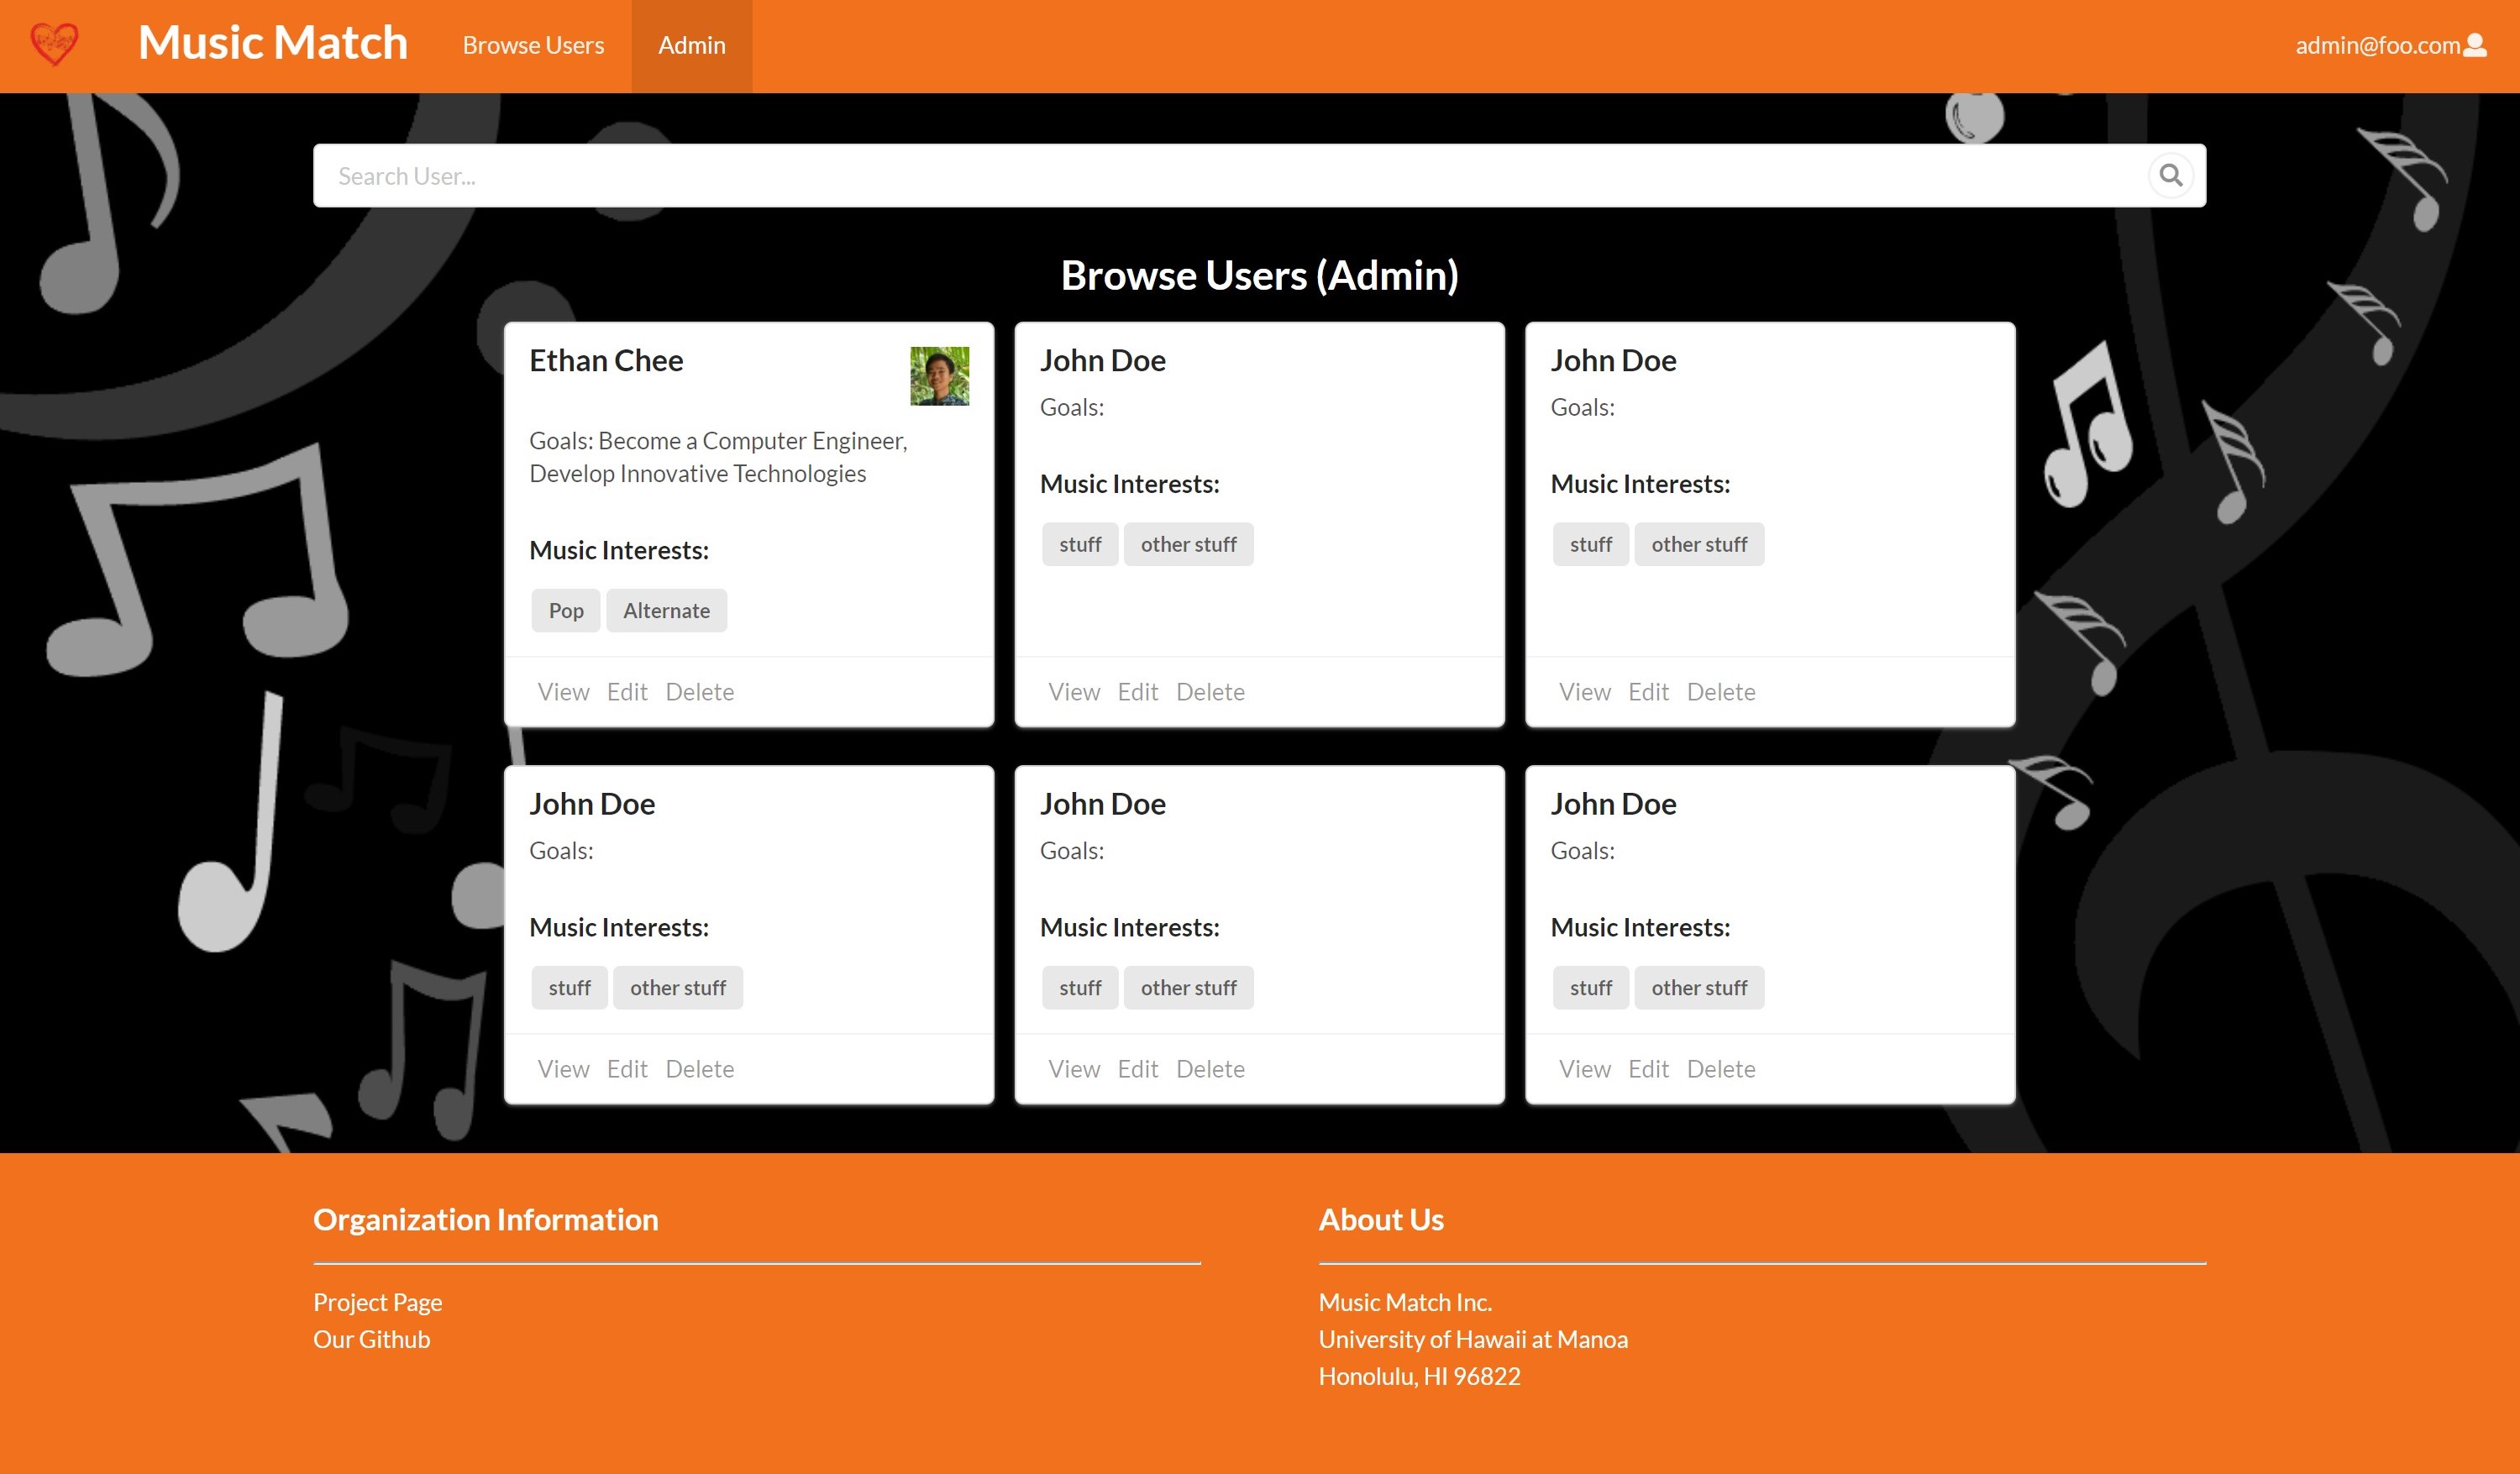 Music Match
Browse Users
Admin
admin@foo.com
Search User...
Browse Users (Admin)
Ethan Chee
Goals: Become a Computer Engineer,
Develop Innovative Technologies
Music Interests:
Pop Alternate
View Edit Delete
John Doe
Goals:
Music Interests:
stuff other stuff
View Edit Delete
John Doe
Goals:
Music Interests:
stuff other stuff
View Edit Delete
John Doe
Goals:
Music Interests:
stuff other stuff
View Edit Delete
John Doe
Goals:
Music Interests:
stuff other stuff
View Edit Delete
John Doe
Goals:
Music Interests:
stuff other stuff
View Edit Delete
Organization Information
Project Page
Our Github
About Us
Music Match Inc.
University of Hawaii at Manoa
Honolulu, HI 96822